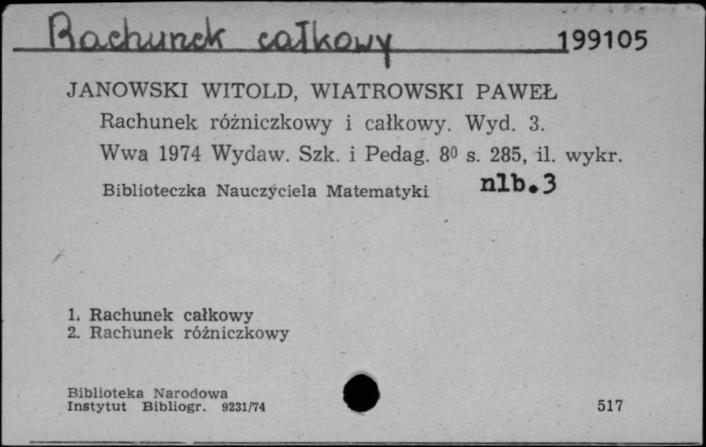 Rachunek całkowy 199105
JANOWSKI WITOLD, WIATROWSKI PAWEŁ
Rachunek różniczkowy i całkowy. Wyd. 3.
Wwa 1974 Wydaw. Szk. i Pedag. 8⁰ s. 285, il. wykr.
Biblioteczka Nauczyciela Matematyki nlb.3
1. Rachunek całkowy
2. Rachunek różniczkowy
Biblioteka Narodowa
Instytut Bibliogr. 9231/74 517